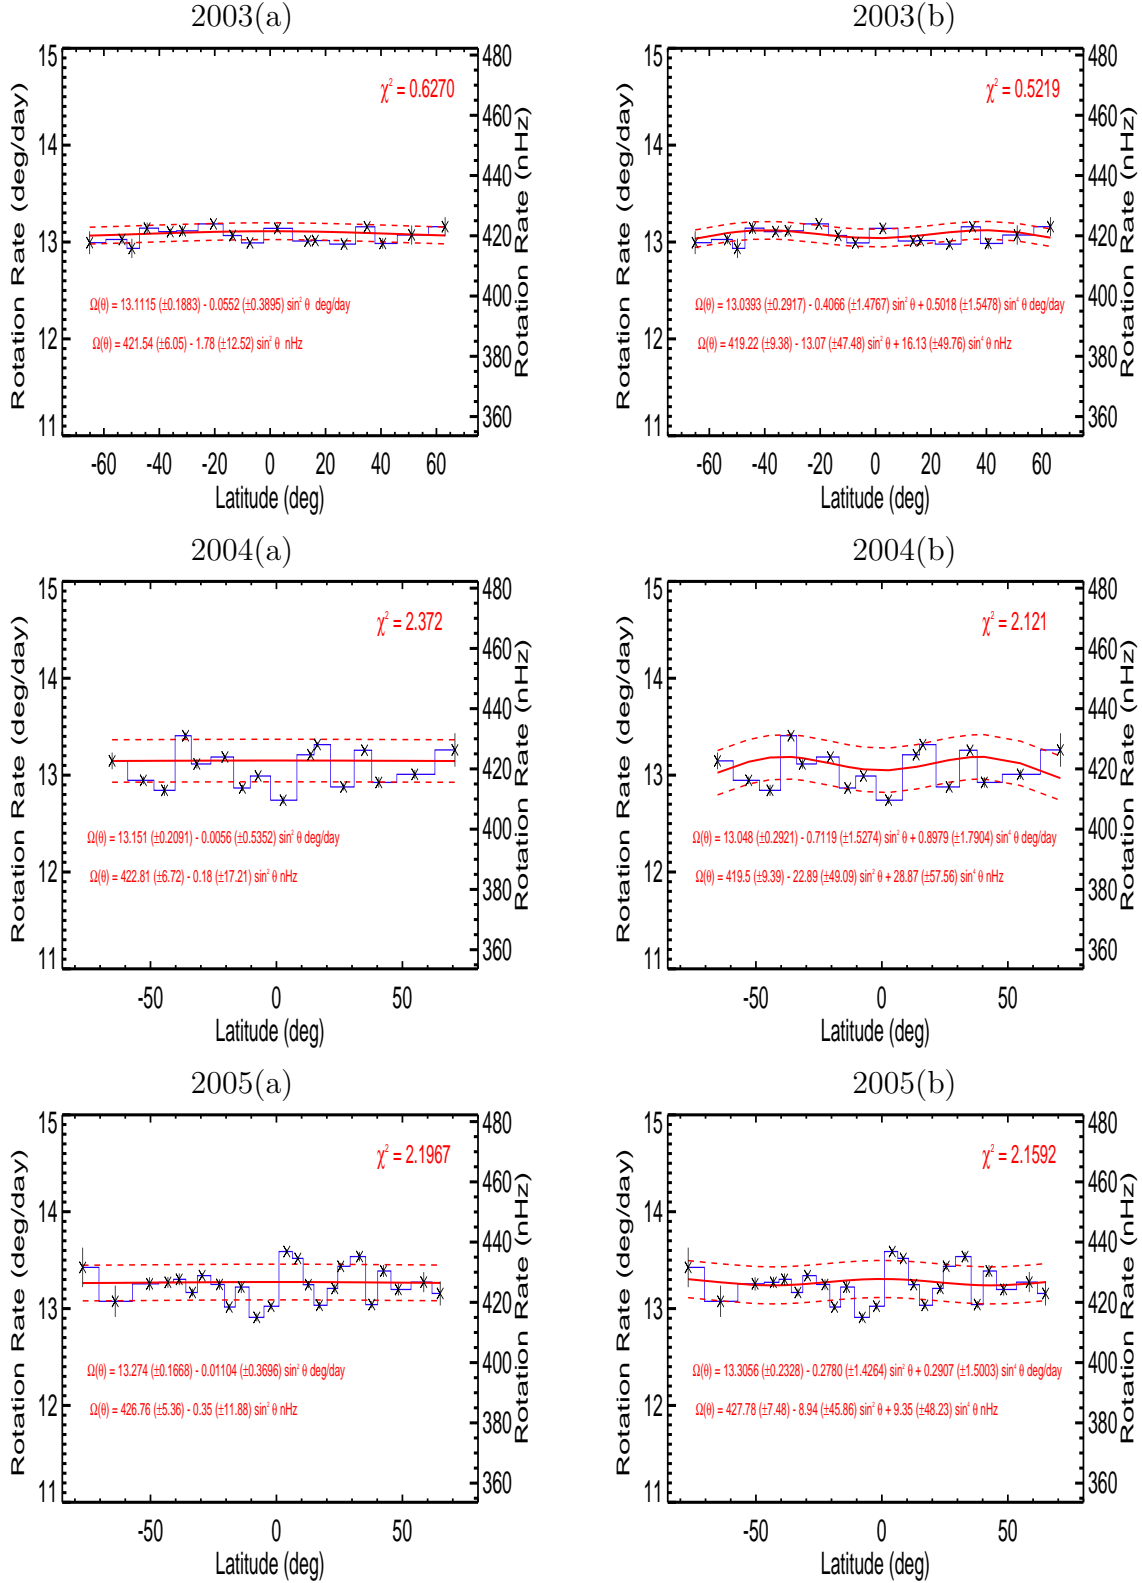 2003(a)
2003(b)
χ² = 0.6270
χ² = 0.5219
Ω(θ) = 13.1115 (±0.1883) - 0.0552 (±0.3895) sin² θ deg/day
Ω(θ) = 421.54 (±6.05) - 1.78 (±12.52) sin² θ nHz
Ω(θ) = 13.0393 (±0.2917) - 0.4066 (±1.4767) sin² θ + 0.5018 (±1.5478) sin⁴ θ deg/day
Ω(θ) = 419.22 (±9.38) - 13.07 (±47.48) sin² θ + 16.13 (±49.76) sin⁴ θ nHz
Rotation Rate (deg/day)
15
14
13
12
11
Rotation Rate (nHz)
480
460
440
420
400
380
360
Rotation Rate (deg/day)
15
14
13
12
11
Rotation Rate (nHz)
480
460
440
420
400
380
360
-60 -40 -20 0 20 40 60
-60 -40 -20 0 20 40 60
Latitude (deg)
Latitude (deg)
2004(a)
2004(b)
χ² = 2.372
χ² = 2.121
Ω(θ) = 13.151 (±0.2091) - 0.0056 (±0.5352) sin² θ deg/day
Ω(θ) = 422.81 (±6.72) - 0.18 (±17.21) sin² θ nHz
Ω(θ) = 13.048 (±0.2921) - 0.7119 (±1.5274) sin² θ + 0.8979 (±1.7904) sin⁴ θ deg/day
Ω(θ) = 419.5 (±9.39) - 22.89 (±49.09) sin² θ + 28.87 (±57.56) sin⁴ θ nHz
Rotation Rate (deg/day)
15
14
13
12
11
Rotation Rate (nHz)
480
460
440
420
400
380
360
Rotation Rate (deg/day)
15
14
13
12
11
Rotation Rate (nHz)
480
460
440
420
400
380
360
-50 0 50
-50 0 50
Latitude (deg)
Latitude (deg)
2005(a)
2005(b)
χ² = 2.1967
χ² = 2.1592
Ω(θ) = 13.274 (±0.1668) - 0.01104 (±0.3696) sin² θ deg/day
Ω(θ) = 426.76 (±5.36) - 0.35 (±11.88) sin² θ nHz
Ω(θ) = 13.3056 (±0.2328) - 0.2780 (±1.4264) sin² θ + 0.2907 (±1.5003) sin⁴ θ deg/day
Ω(θ) = 427.78 (±7.48) - 8.94 (±45.86) sin² θ + 9.35 (±48.23) sin⁴ θ nHz
Rotation Rate (deg/day)
15
14
13
12
11
Rotation Rate (nHz)
480
460
440
420
400
380
360
Rotation Rate (deg/day)
15
14
13
12
11
Rotation Rate (nHz)
480
460
440
420
400
380
360
-50 0 50
-50 0 50
Latitude (deg)
Latitude (deg)